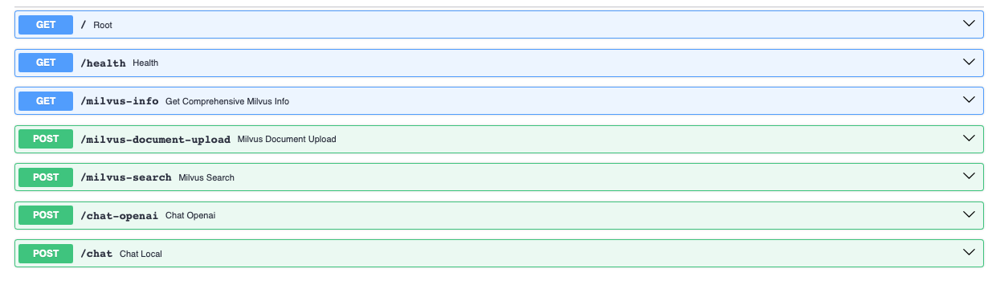 GET / Root
GET /health Health
GET /milvus-info Get Comprehensive Milvus Info
POST /milvus-document-upload Milvus Document Upload
POST /milvus-search Milvus Search
POST /chat-openai Chat Openai
POST /chat Chat Local